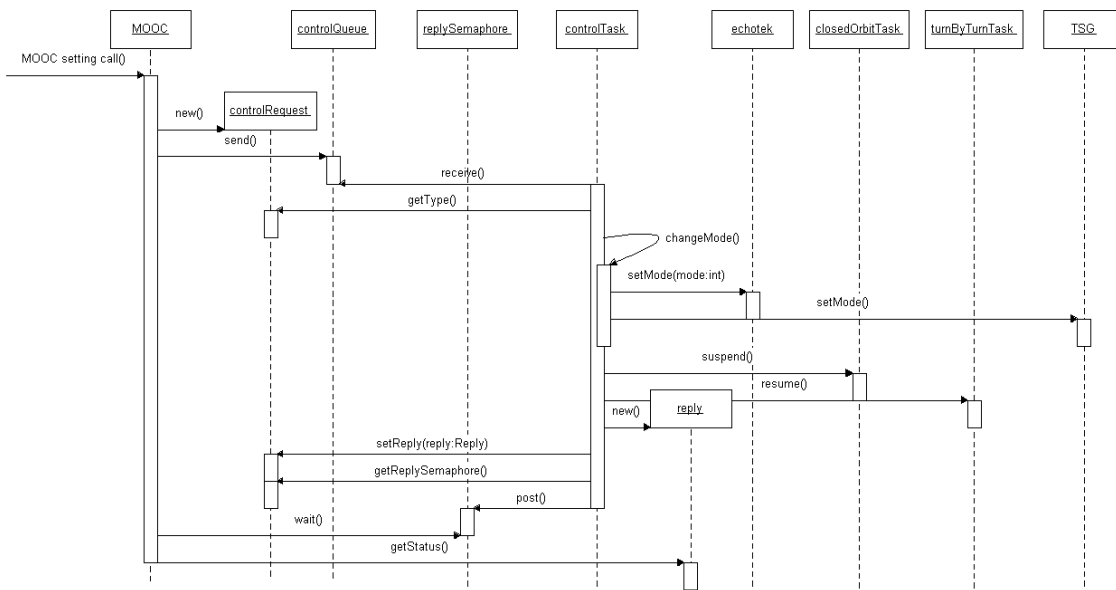 MOOC controlQueue replySemaphore controlTask echotek closedOrbitTask turnByTurnTask TSG
MOOC setting call()
controlRequest
new()
send()
receive()
getType()
changeMode()
setMode(mode:int)
setMode()
suspend()
resume()
reply
new()
setReply(reply:Reply)
getReplySemaphore()
post()
wait()
getStatus()